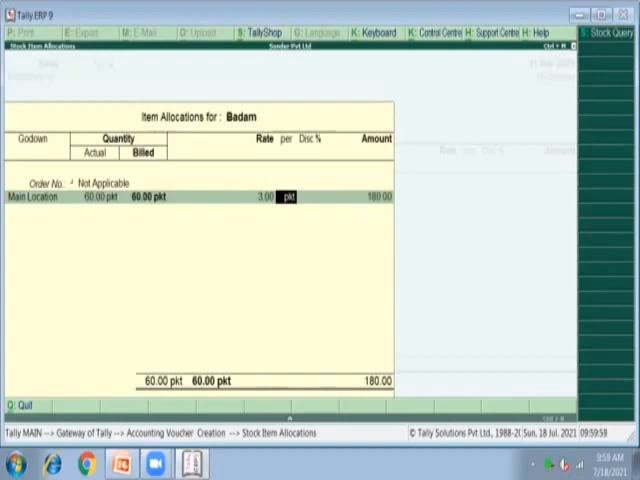 Tally.ERP 9
P: Print E: Export M: E-Mail O: Upload S: TallyShop G: Language K: Keyboard K: Control Centre H: Support Centre H: Help S: Stock Query
Stock Item Allocations Sunder Pvt Ltd Ctrl + M
Item Allocations for : Badam
Godown Quantity Rate per Disc % Amount
Actual Billed
Order No.: Not Applicable
Main Location 60.00 pkt 60.00 pkt 3.00 pkt 180.00
60.00 pkt 60.00 pkt 180.00
Q: Quit
Ctrl + N
Tally MAIN --> Gateway of Tally --> Accounting Voucher Creation --> Stock Item Allocations © Tally Solutions Pvt Ltd., 1988-20 Sun, 18 Jul, 2021 09:59:59
9:59 AM
7/18/2021